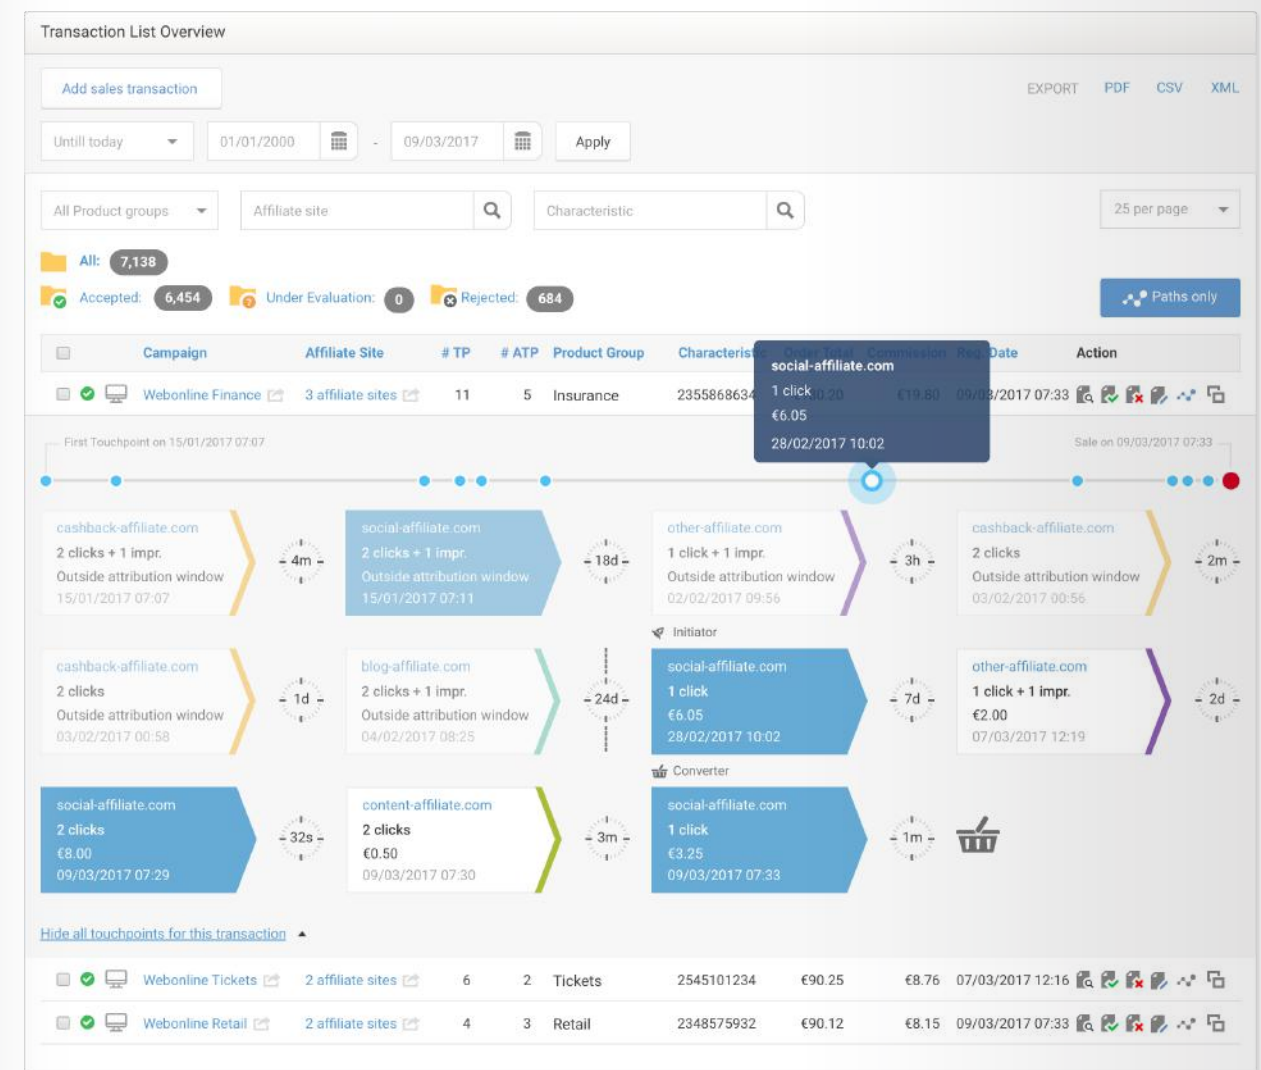 Transaction List Overview
Add sales transaction
EXPORT PDF CSV XML
Untill today 01/01/2000 - 09/03/2017 Apply
All Product groups Affiliate site Characteristic 25 per page
All: 7,138
Accepted: 6,454 Under Evaluation: 0 Rejected: 684 Paths only
Campaign Affiliate Site # TP # ATP Product Group Characteristic Order Total Commission Reg. Date Action
social-affiliate.com
1 click
€6.05
28/02/2017 10:02
Webonline Finance 3 affiliate sites 11 5 Insurance 2355868634 €19.80 09/03/2017 07:33
First Touchpoint on 15/01/2017 07:07 Sale on 09/03/2017 07:33
cashback-affiliate.com
2 clicks + 1 impr.
Outside attribution window
15/01/2017 07:07
4m
social-affiliate.com
2 clicks + 1 impr.
Outside attribution window
15/01/2017 07:11
18d
other-affiliate.com
1 click + 1 impr.
Outside attribution window
02/02/2017 09:56
3h
cashback-affiliate.com
2 clicks
Outside attribution window
03/02/2017 00:56
2m
cashback-affiliate.com
2 clicks
Outside attribution window
03/02/2017 00:58
1d
blog-affiliate.com
2 clicks + 1 impr.
Outside attribution window
04/02/2017 08:25
24d
Initiator
social-affiliate.com
1 click
€6.05
28/02/2017 10:02
7d
other-affiliate.com
1 click + 1 impr.
€2.00
07/03/2017 12:19
2d
social-affiliate.com
2 clicks
€8.00
09/03/2017 07:29
32s
content-affiliate.com
2 clicks
€0.50
09/03/2017 07:30
3m
Converter
social-affiliate.com
1 click
€3.25
09/03/2017 07:33
1m
Hide all touchpoints for this transaction
Webonline Tickets 2 affiliate sites 6 2 Tickets 2545101234 €90.25 €8.76 07/03/2017 12:16
Webonline Retail 2 affiliate sites 4 3 Retail 2348575932 €90.12 €8.15 09/03/2017 07:33